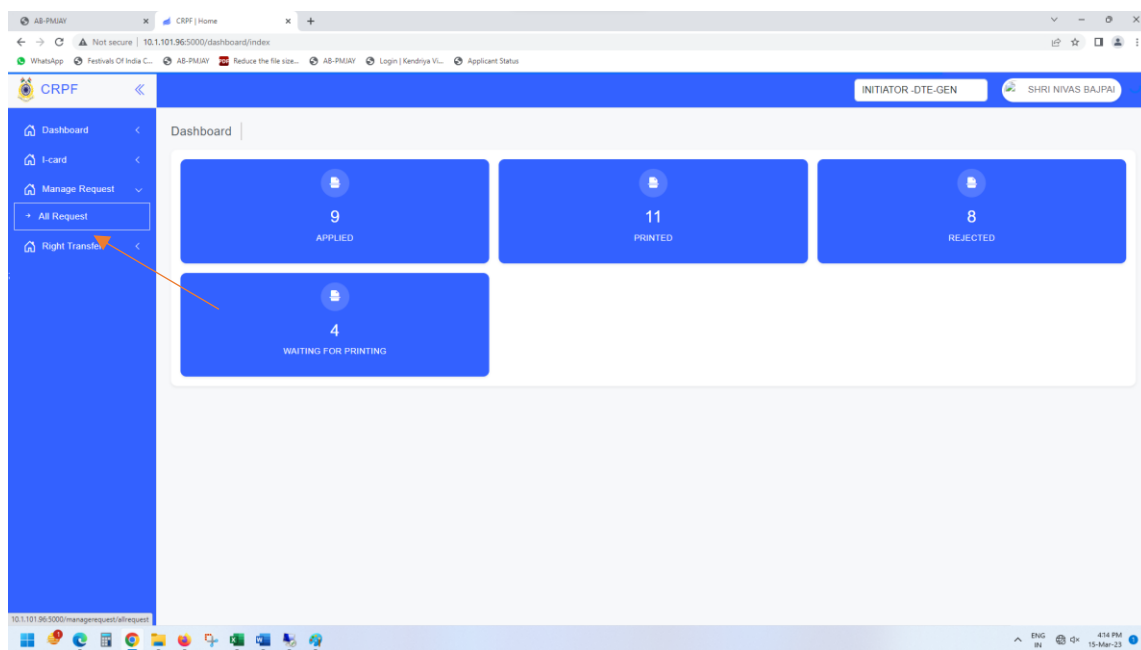 AB-PMJAY
CRPF | Home
Not secure | 10.1.101.96:5000/dashboard/index
WhatsApp Festivals Of India C... AB-PMJAY Reduce the file size... AB-PMJAY Login | Kendriya Vi... Applicant Status
CRPF
INITIATOR -DTE-GEN
SHRI NIVAS BAJPAI
Dashboard
I-card
Manage Request
All Request
Right Transfer
Dashboard
9
APPLIED
11
PRINTED
8
REJECTED
4
WAITING FOR PRINTING
10.1.101.96:5000/managerequest/allrequest
ENG
IN
4:14 PM
15-Mar-23